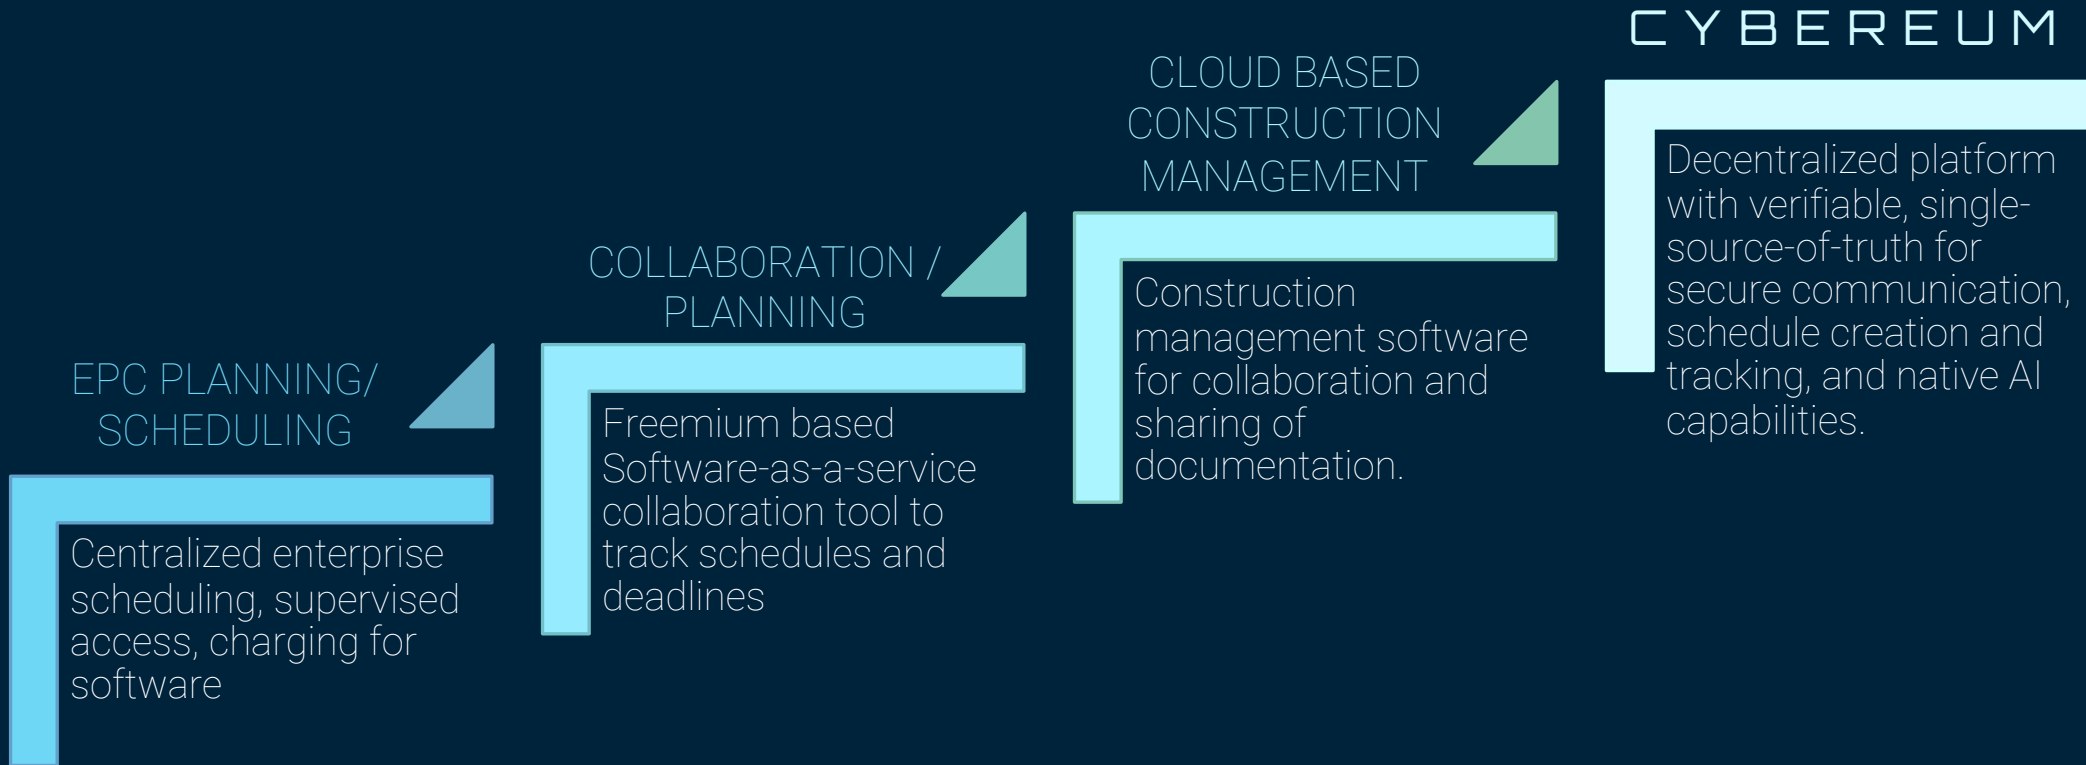 EPC PLANNING/
SCHEDULING
Centralized enterprise
scheduling, supervised
access, charging for
software
COLLABORATION /
PLANNING
Freemium based
Software-as-a-service
collaboration tool to
track schedules and
deadlines
CLOUD BASED
CONSTRUCTION
MANAGEMENT
Construction
management software
for collaboration and
sharing of
documentation.
CYBEREUM
Decentralized platform
with verifiable, single-
source-of-truth for
secure communication,
schedule creation and
tracking, and native AI
capabilities.